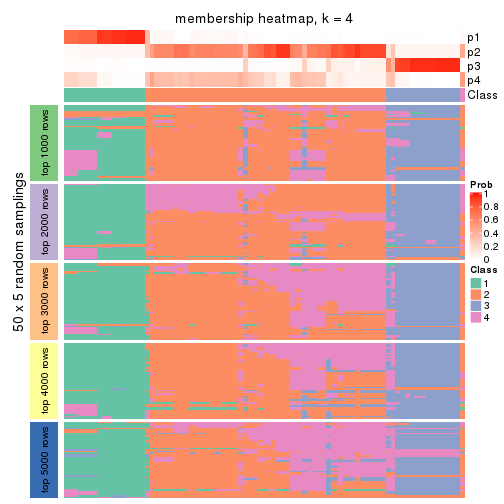 membership heatmap, k = 4
p1
p2
p3
p4
Class
50 x 5 random samplings
top 1000 rows
top 2000 rows
top 3000 rows
top 4000 rows
top 5000 rows
Prob
1
0.8
0.6
0.4
0.2
0
Class
1
2
3
4